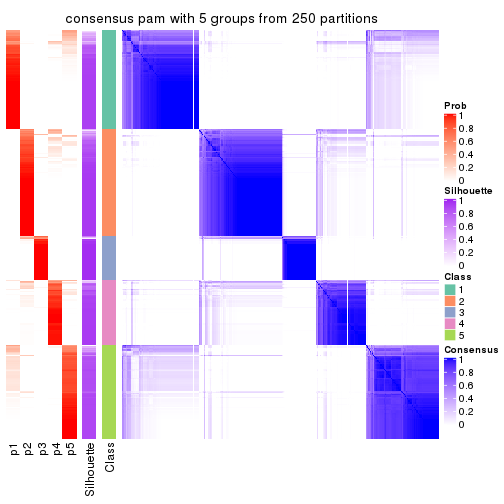 consensus pam with 5 groups from 250 partitions
Prob
1
0.8
0.6
0.4
0.2
0
Silhouette
1
0.8
0.6
0.4
0.2
0
Class
1
2
3
4
5
Consensus
1
0.8
0.6
0.4
0.2
0
p1
p2
p3
p4
p5
Silhouette
Class